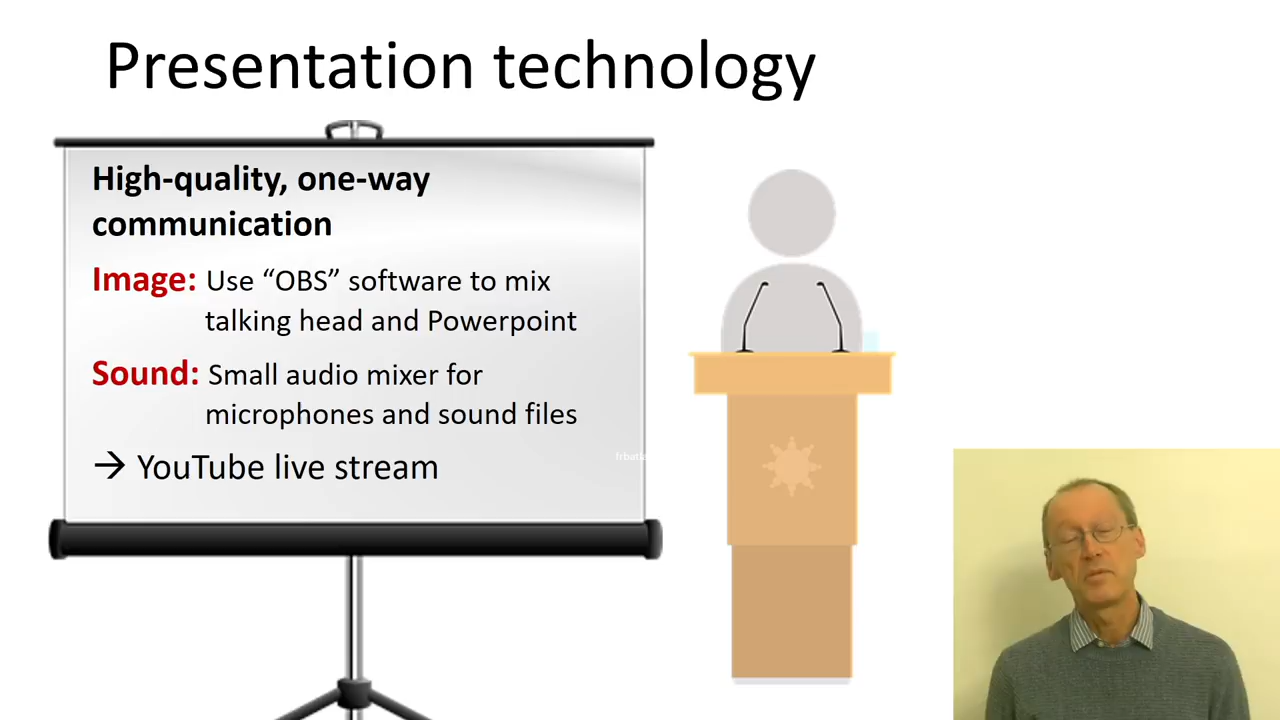 Presentation technology
High-quality, one-way
communication
Image: Use “OBS” software to mix
talking head and Powerpoint
Sound: Small audio mixer for
microphones and sound files
→ YouTube live stream